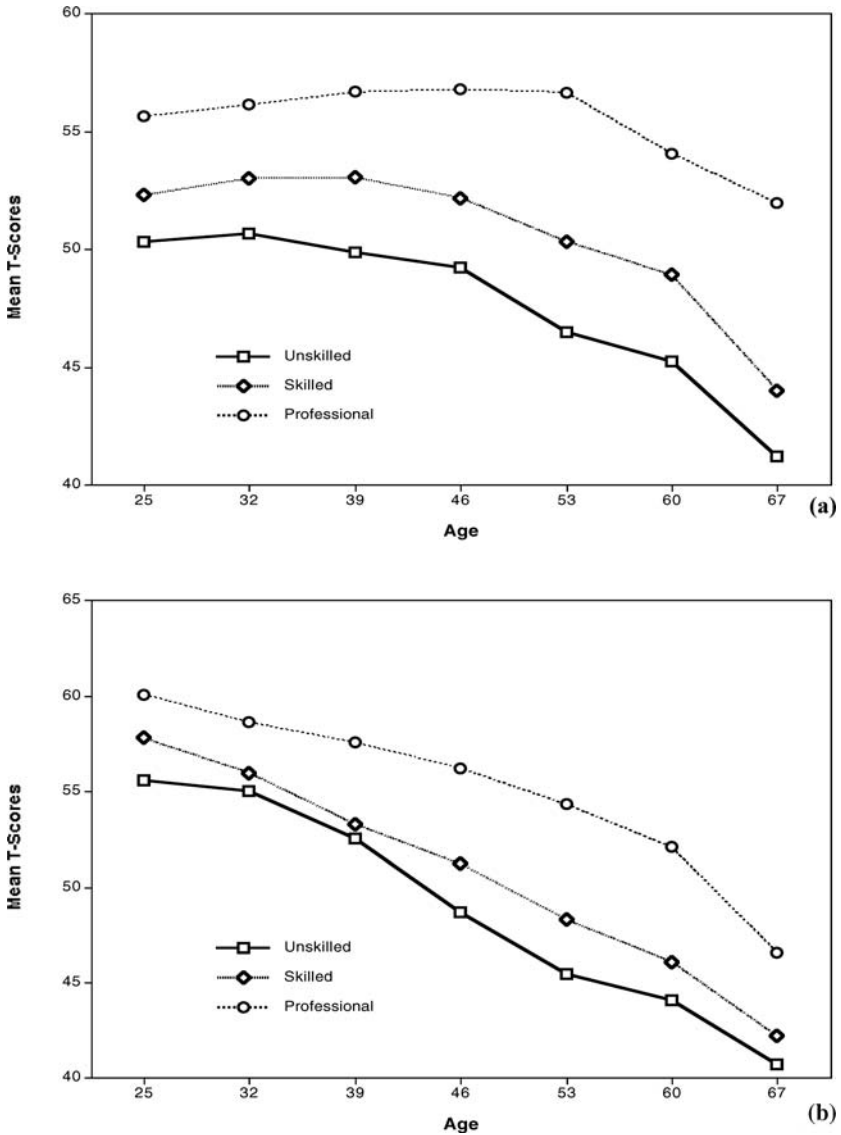 60
55
50
45
40
Mean T-Scores
Unskilled
Skilled
Professional
25 32 39 46 53 60 67
Age
(a)
65
60
55
50
45
40
Mean T-Scores
Unskilled
Skilled
Professional
25 32 39 46 53 60 67
Age
(b)